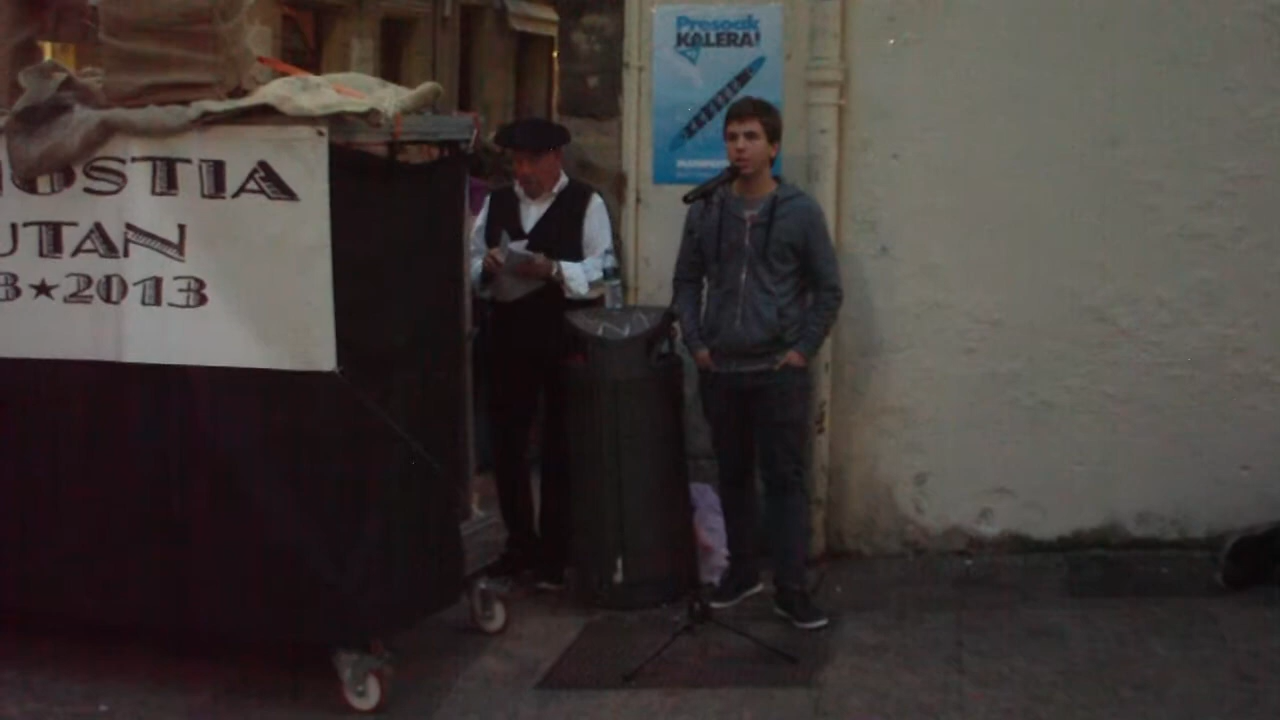 OSTIA
UTAN
3★2013
Presoak
KALERA!